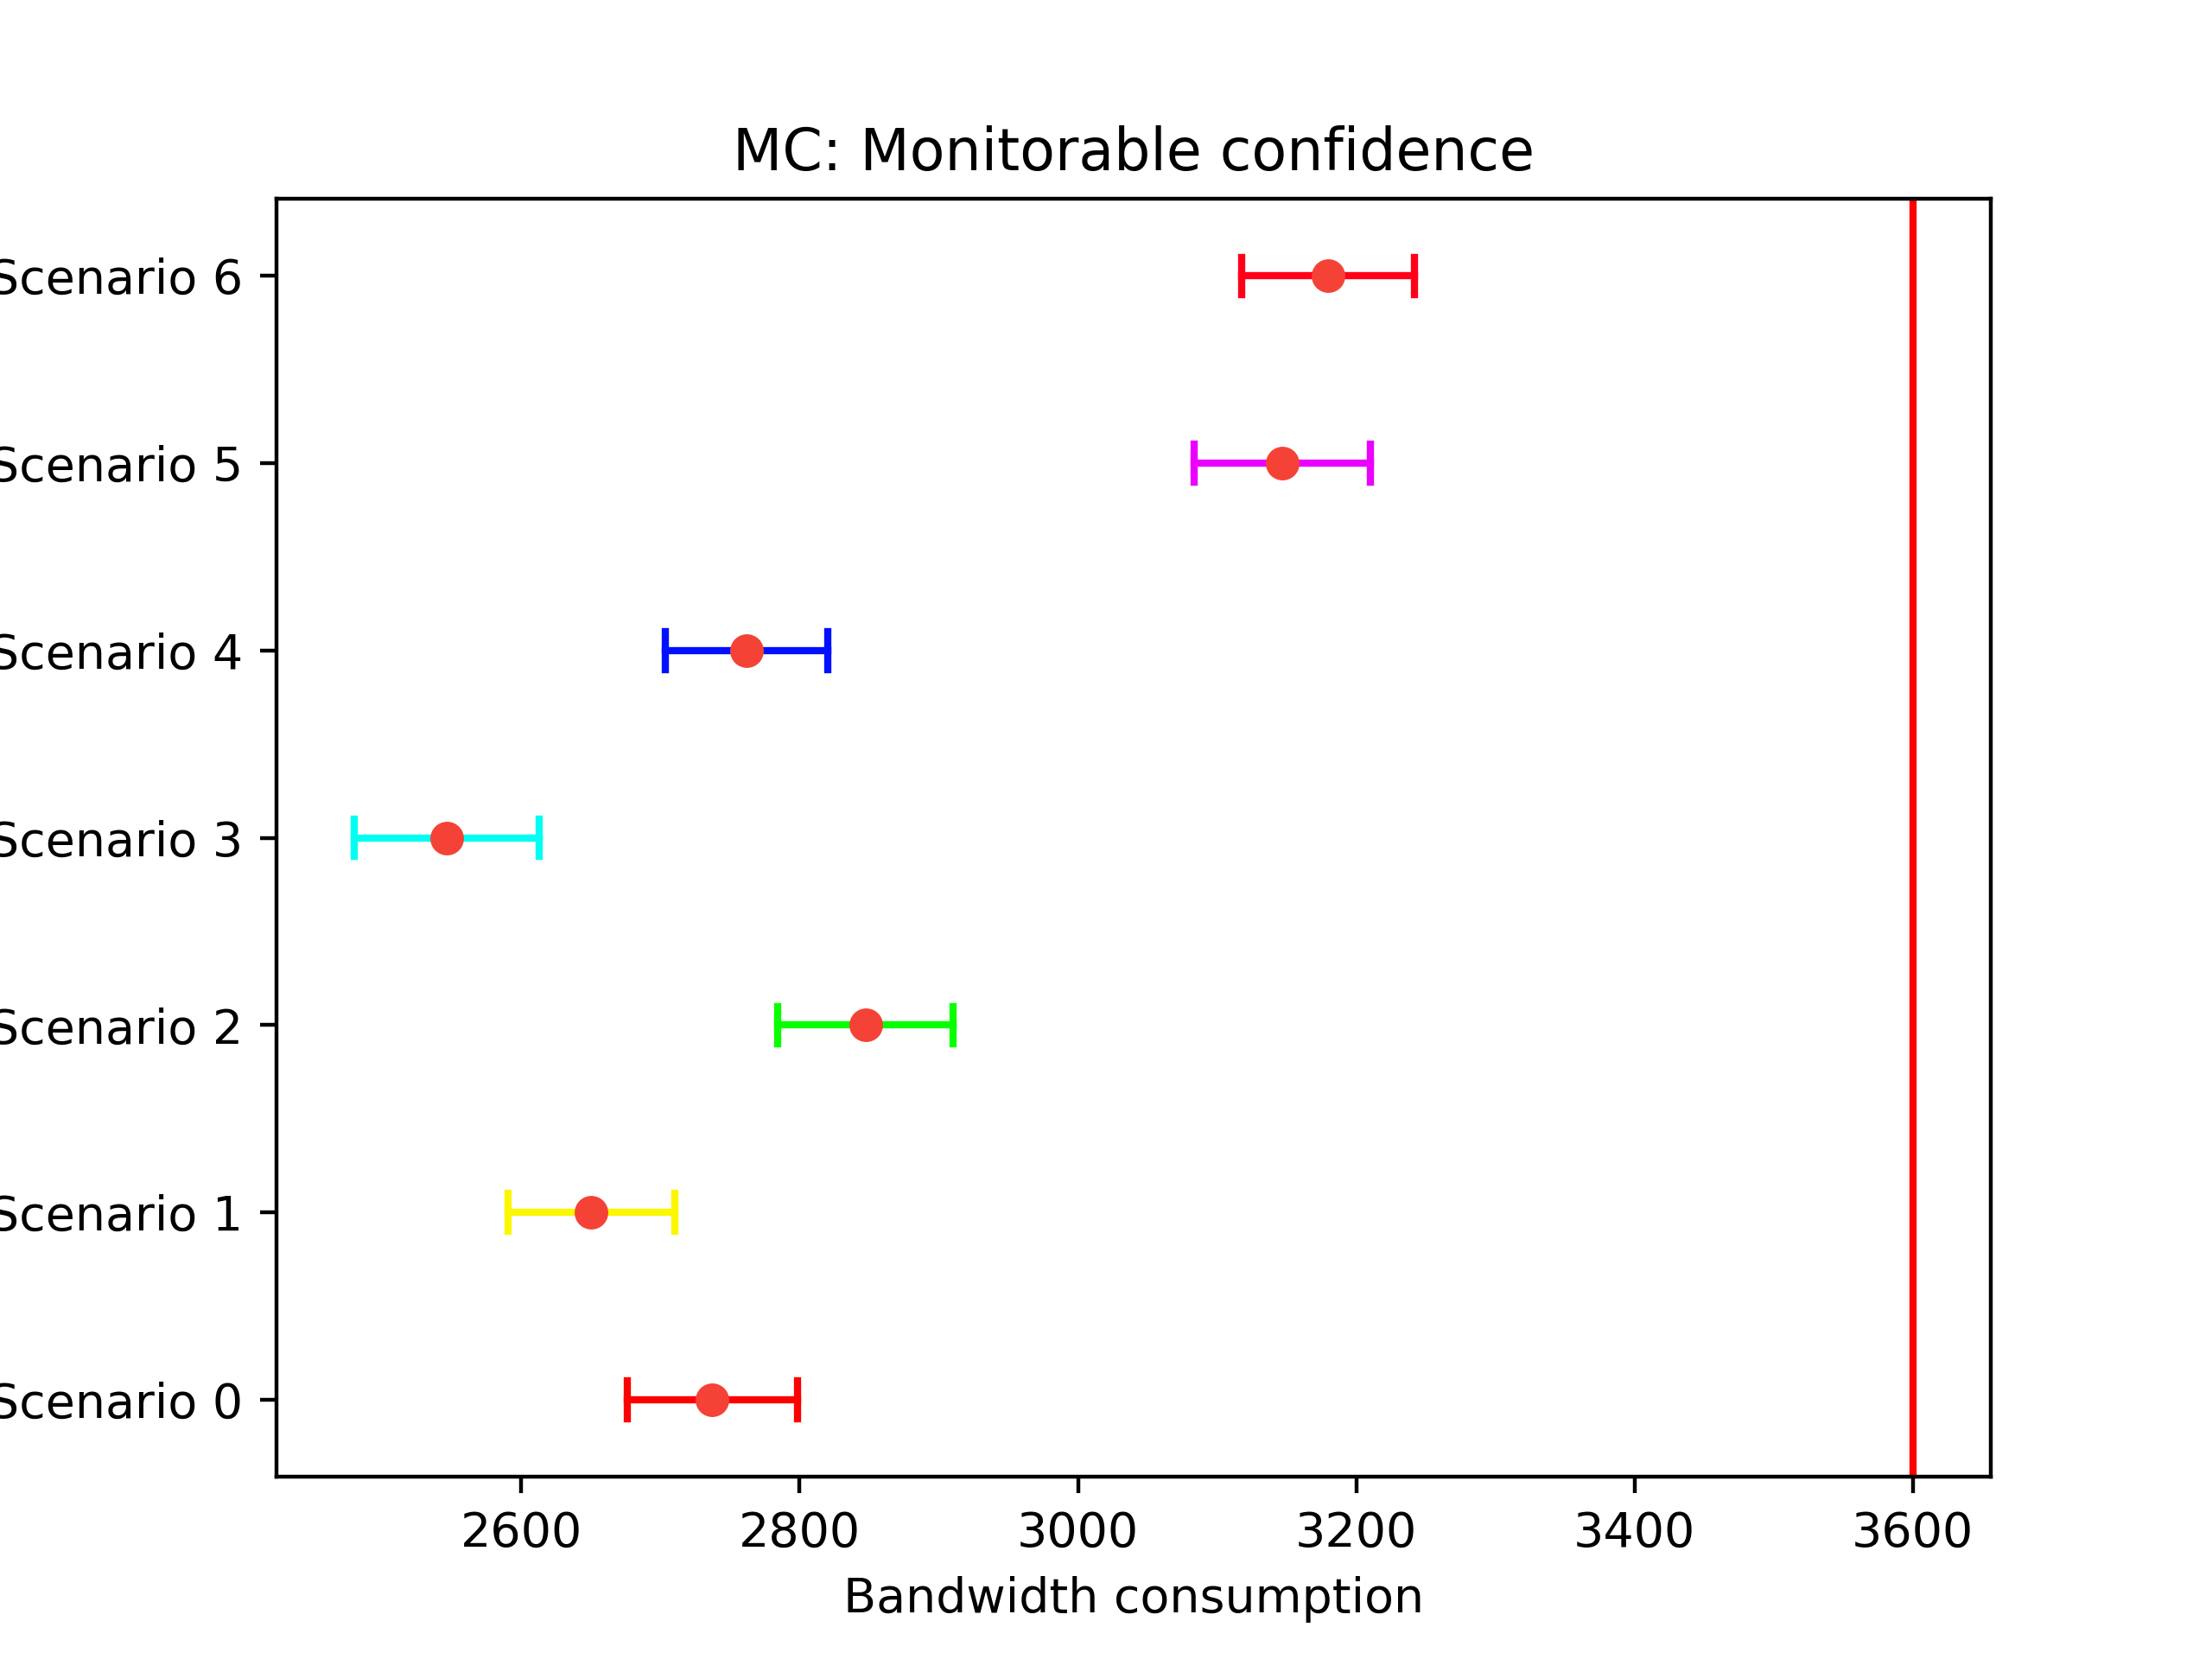 MC: Monitorable confidence
Scenario 6
Scenario 5
Scenario 4
Scenario 3
Scenario 2
Scenario 1
Scenario 0
2600 2800 3000 3200 3400 3600
Bandwidth consumption